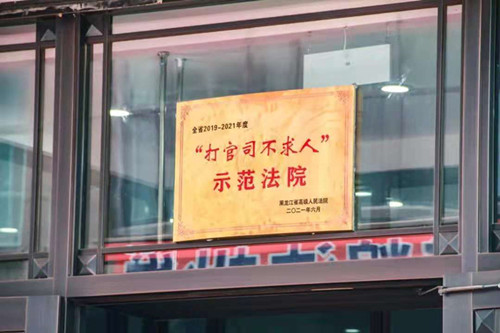 全省2019-2021年度
“打官司不求人”
示范法院
黑龙江省高级人民法院
二〇二一年六月